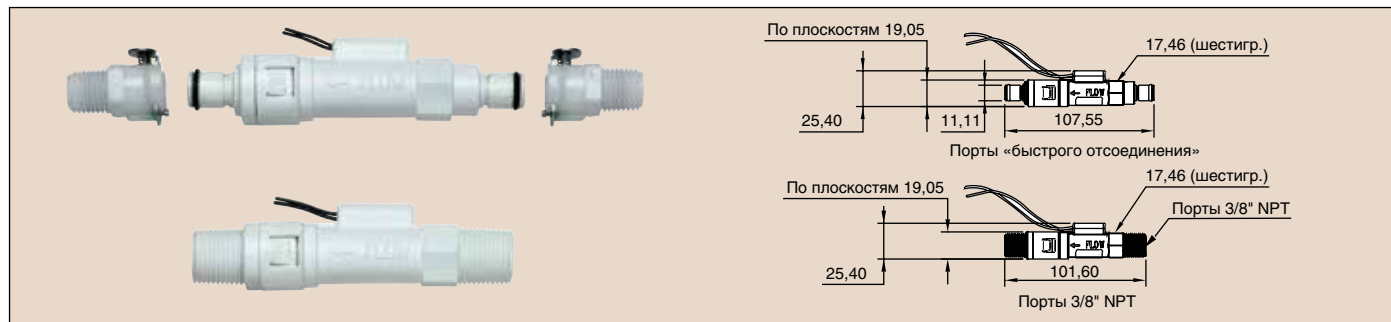 По плоскостям 19,05
17,46 (шестигр.)
← FLOW
25,40
11,11
107,55
Порты «быстрого отсоединения»
17,46 (шестигр.)
По плоскостям 19,05
Порты 3/8" NPT
← FLOW
25,40
101,60
Порты 3/8" NPT